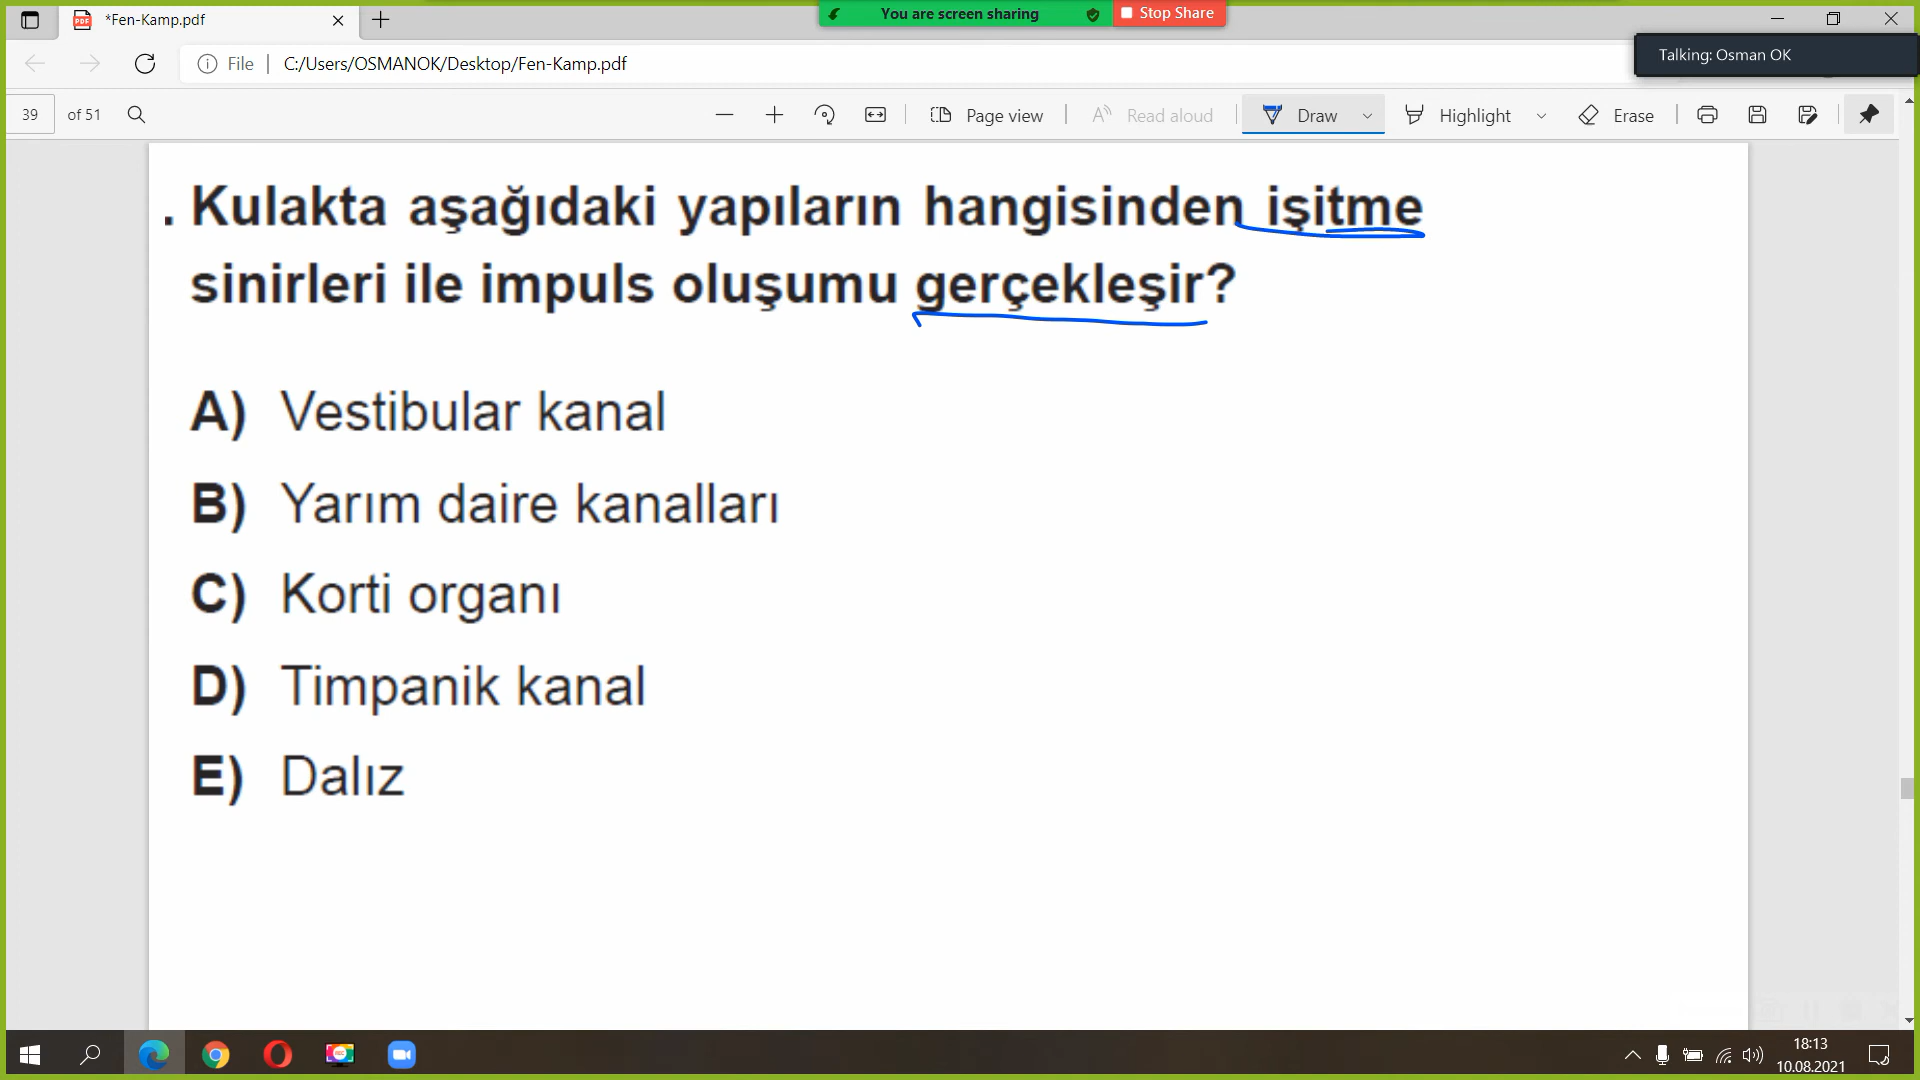 *Fen-Kamp.pdf
You are screen sharing
Stop Share
Talking: Osman OK
File
C:/Users/OSMANOK/Desktop/Fen-Kamp.pdf
39 of 51
Page view
Read aloud
Draw
Highlight
Erase
. Kulakta aşağıdaki yapıların hangisinden işitme
sinirleri ile impuls oluşumu gerçekleşir?
A) Vestibular kanal
B) Yarım daire kanalları
C) Korti organı
D) Timpanik kanal
E) Dalız
18:13
10.08.2021